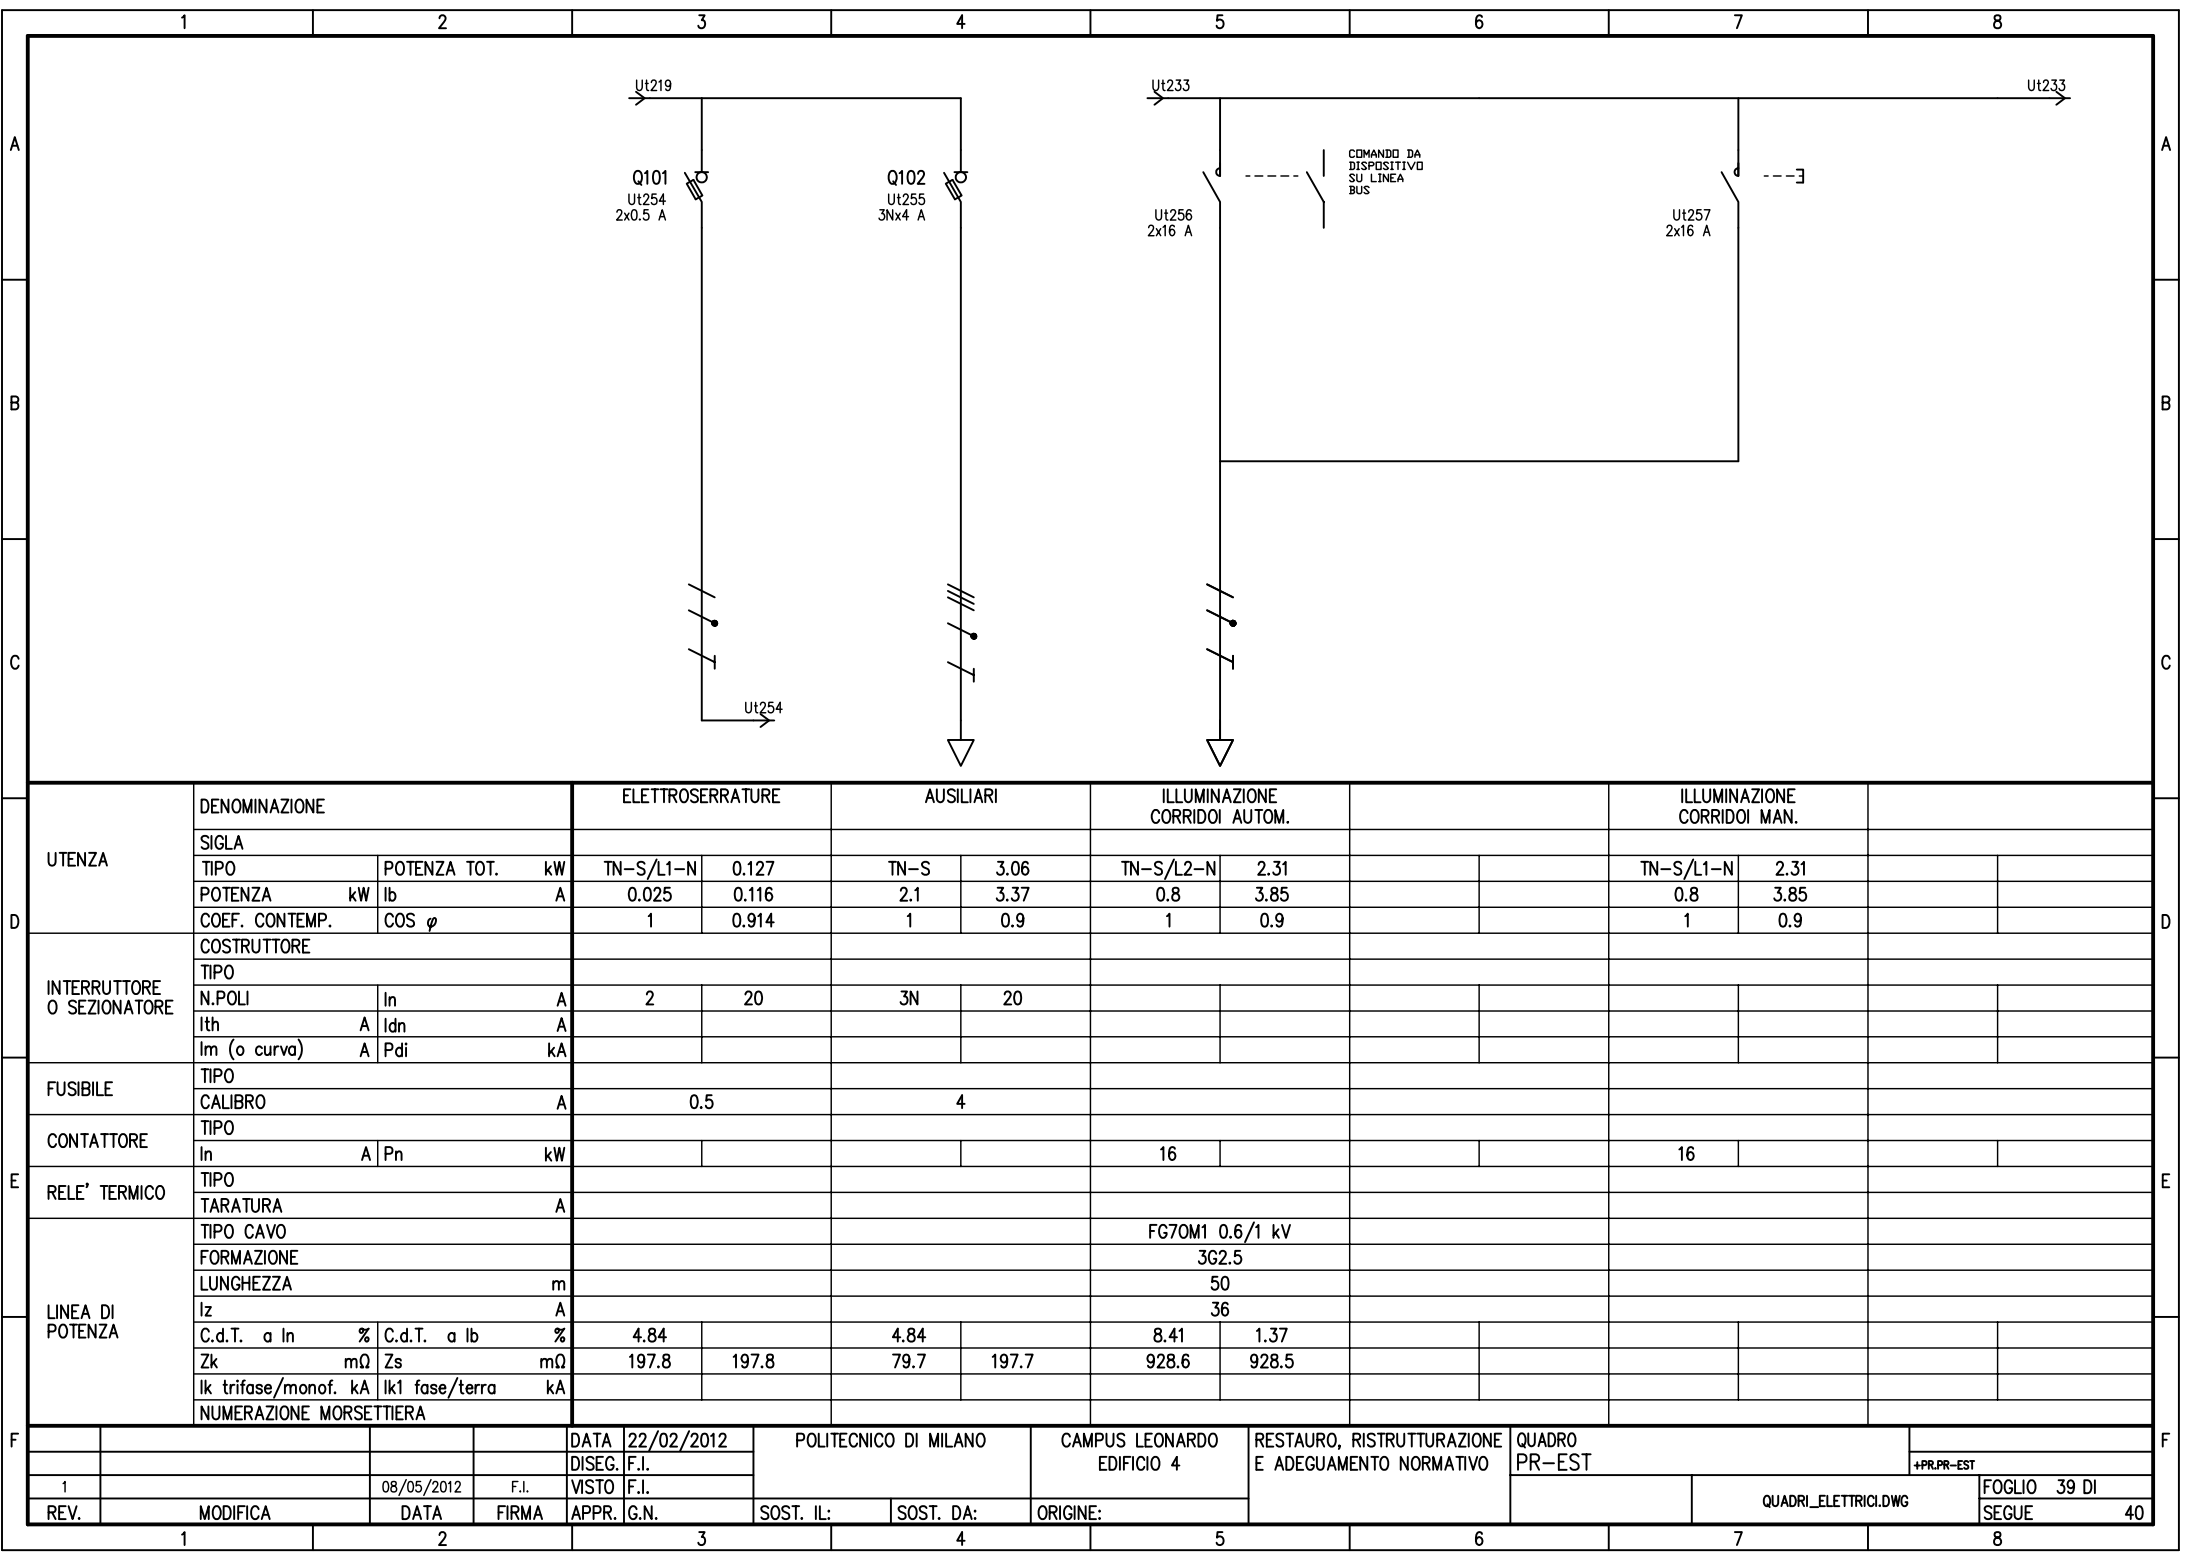 1 2 3 4 5 6 7 8
Ut219
Ut233
Ut233
A
A
Q101
Ut254
2x0.5 A
Q102
Ut255
3Nx4 A
Ut256
2x16 A
COMANDO DA
DISPOSITIVO
SU LINEA
BUS
Ut257
2x16 A
B
B
C
C
Ut254
UTENZA
DENOMINAZIONE
ELETTROSERRATURE
AUSILIARI
ILLUMINAZIONE
CORRIDOI AUTOM.
ILLUMINAZIONE
CORRIDOI MAN.
SIGLA
TIPO POTENZA TOT. kW TN-S/L1-N 0.127 TN-S 3.06 TN-S/L2-N 2.31 TN-S/L1-N 2.31
POTENZA kW Ib A 0.025 0.116 2.1 3.37 0.8 3.85 0.8 3.85
D COEF. CONTEMP. COS φ 1 0.914 1 0.9 1 0.9 1 0.9 D
INTERRUTTORE
O SEZIONATORE
COSTRUTTORE
TIPO
N.POLI In A 2 20 3N 20
Ith A Idn A
Im (o curva) A Pdi kA
FUSIBILE
TIPO
CALIBRO A 0.5 4
CONTATTORE
TIPO
In A Pn kW 16 16
E
E
RELE' TERMICO
TIPO
TARATURA A
LINEA DI
POTENZA
TIPO CAVO FG7OM1 0.6/1 kV
FORMAZIONE 3G2.5
LUNGHEZZA m 50
Iz A 36
C.d.T. a In % C.d.T. a Ib % 4.84 4.84 8.41 1.37
Zk mΩ Zs mΩ 197.8 197.8 79.7 197.7 928.6 928.5
Ik trifase/monof. kA Ik1 fase/terra kA
NUMERAZIONE MORSETTIERA
F
F
DATA 22/02/2012
DISEG. F.I.
1 08/05/2012 F.I. VISTO F.I.
REV. MODIFICA DATA FIRMA APPR. G.N.
POLITECNICO DI MILANO
SOST. IL: SOST. DA:
CAMPUS LEONARDO
EDIFICIO 4
ORIGINE:
RESTAURO, RISTRUTTURAZIONE
E ADEGUAMENTO NORMATIVO
QUADRO
PR-EST
+PR.PR-EST
QUADRI_ELETTRICI.DWG
FOGLIO 39 DI
SEGUE 40
1 2 3 4 5 6 7 8